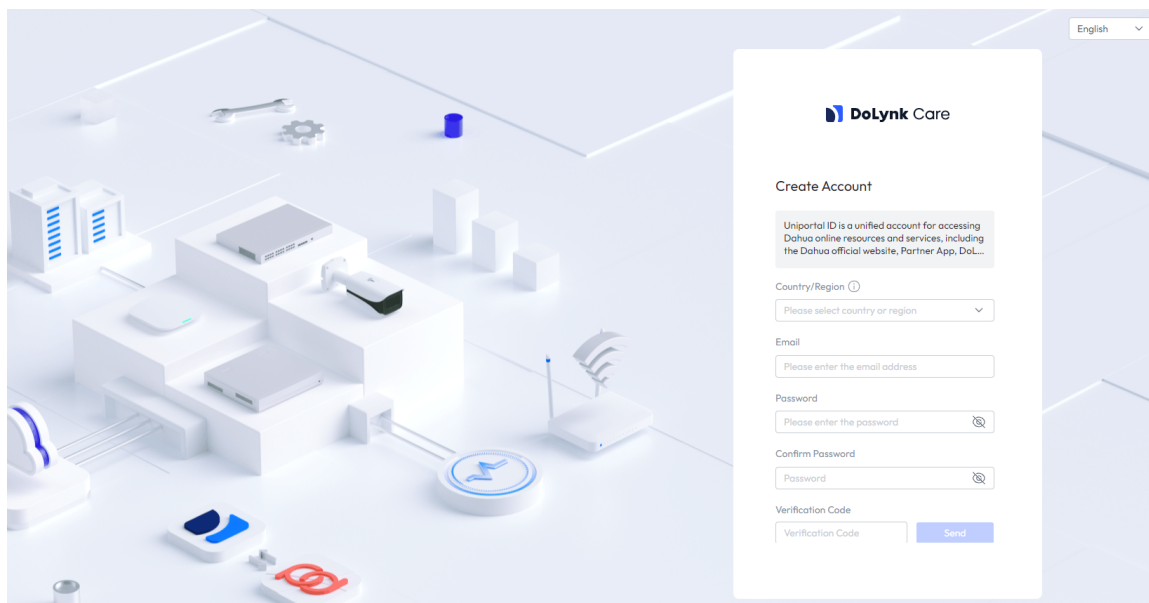 English
DoLynk Care
Create Account
Uniportal ID is a unified account for accessing
Dahua online resources and services, including
the Dahua official website, Partner App, DoL...
Country/Region
Please select country or region
Email
Please enter the email address
Password
Please enter the password
Confirm Password
Password
Verification Code
Verification Code
Send